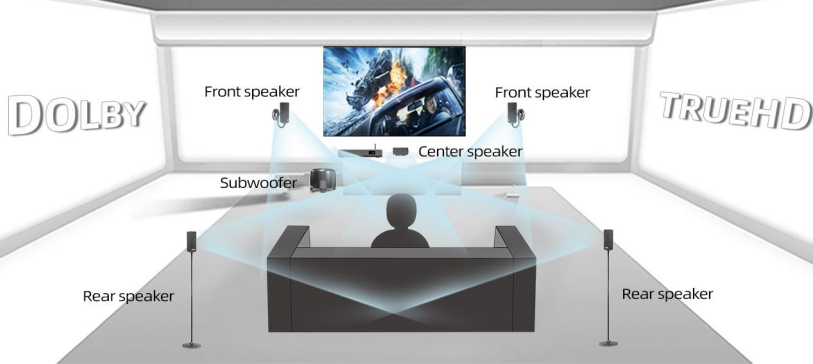 DOLBY
TRUEHD
Front speaker
Front speaker
Center speaker
Subwoofer
Rear speaker
Rear speaker